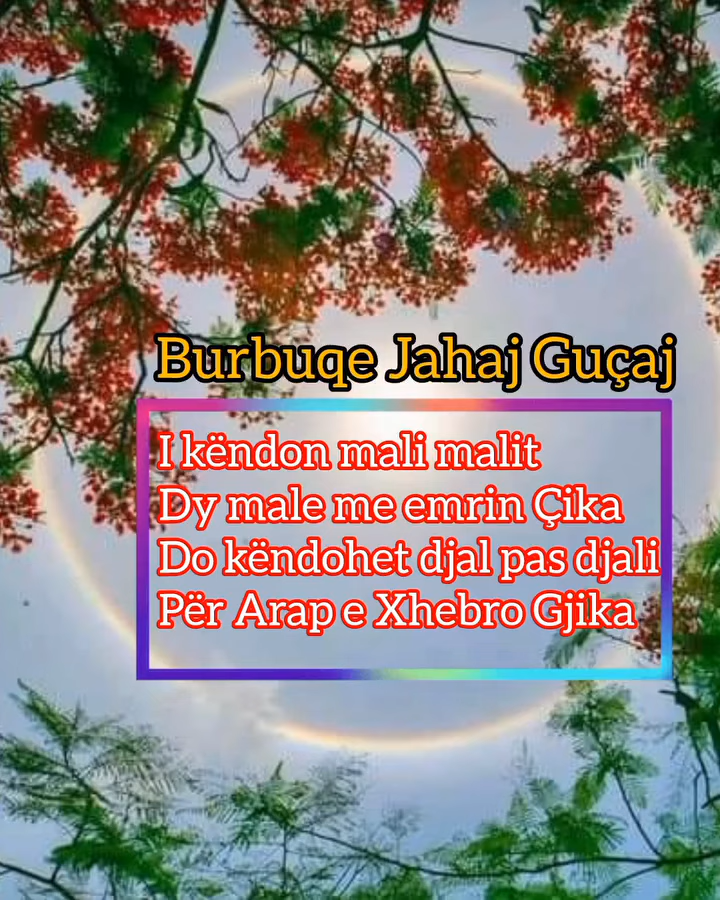 Burbuqe Jahaj Guçaj
I këndon mali malit
Dy male me emrin Çika
Do këndohet djal pas djali
Për Arap e Xhebro Gjika